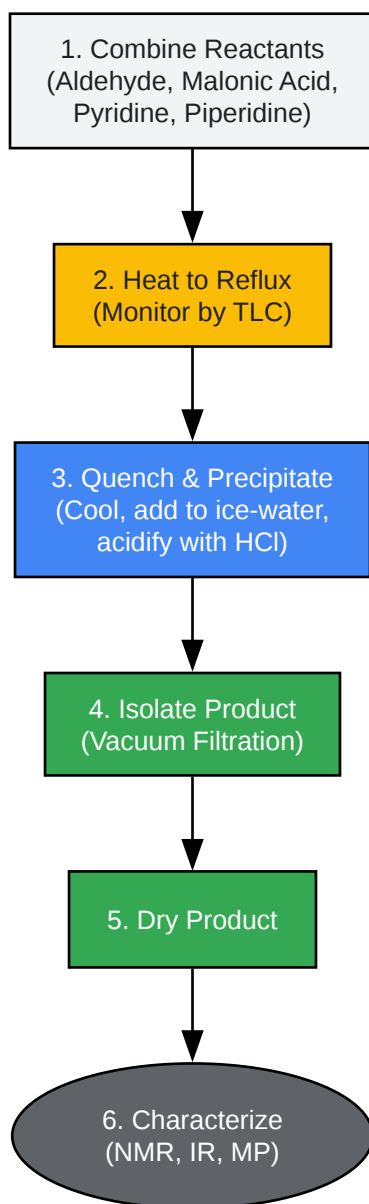 1. Combine Reactants
(Aldehyde, Malonic Acid,
Pyridine, Piperidine)
2. Heat to Reflux
(Monitor by TLC)
3. Quench & Precipitate
(Cool, add to ice-water,
acidify with HCl)
4. Isolate Product
(Vacuum Filtration)
5. Dry Product
6. Characterize
(NMR, IR, MP)